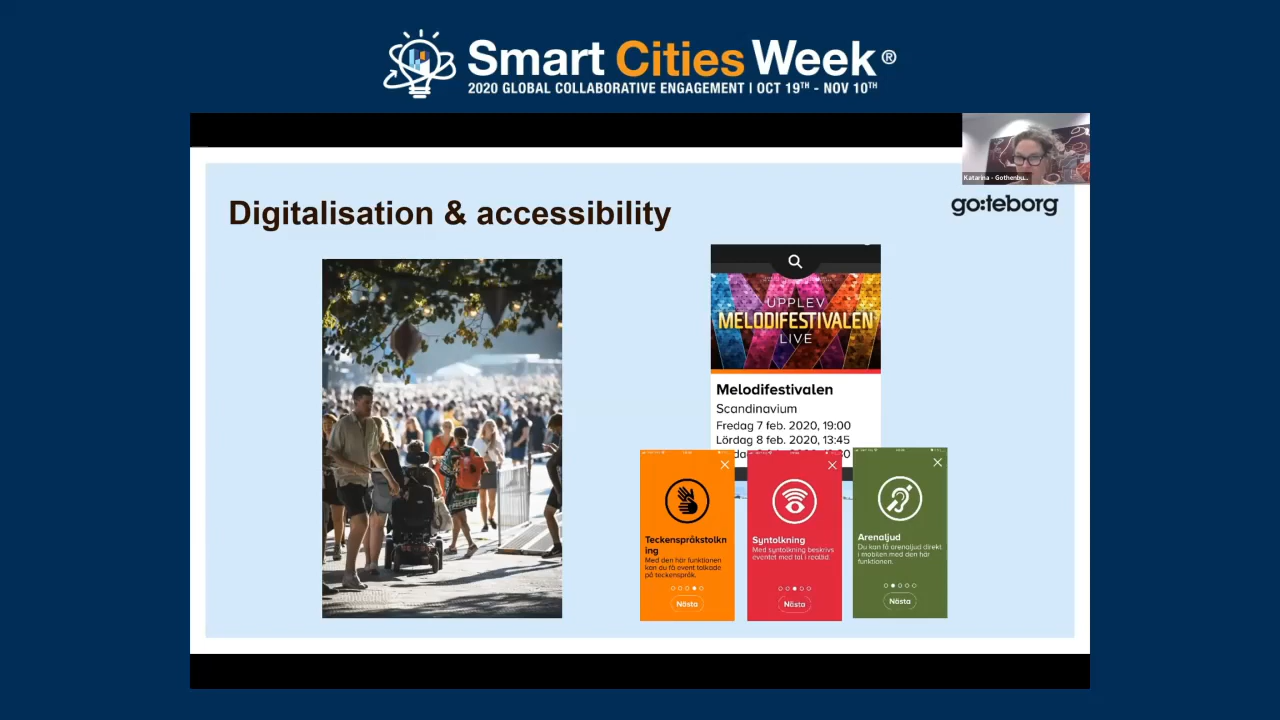 Smart Cities Week®
2020 GLOBAL COLLABORATIVE ENGAGEMENT | OCT 19TH - NOV 10TH
Katarina - Gothenbu...
go:teborg
Digitalisation & accessibility
UPPLEV
MELODIFESTIVALEN
LIVE
Melodifestivalen
Scandinavium
Fredag 7 feb. 2020, 19:00
Lördag 8 feb. 2020, 13:45
Teckenspråkstolkn
ing
Med den här funktionen
kan du få event tolkade
på teckenspråk.
Nästa
Syntolkning
Med syntolkning beskrivs
eventet med tal i realtid.
Nästa
Arenaljud
Du kan få arenaljud direkt
i mobilen med den här
funktionen.
Nästa